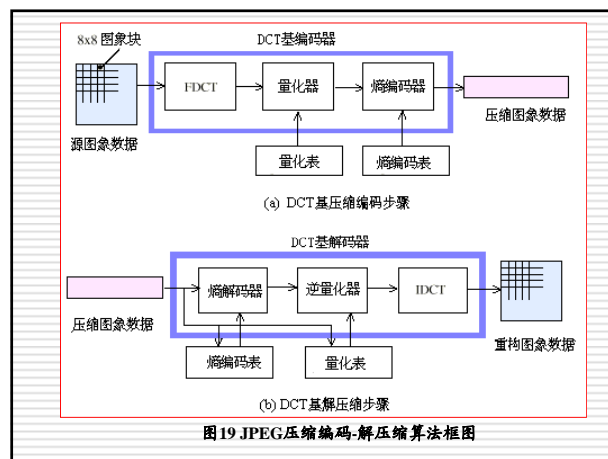 8x8 图象块
DCT基编码器
FDCT
量化器
熵编码器
源图象数据
压缩图象数据
量化表
熵编码表
(a) DCT基压缩编码步骤
DCT基解码器
熵解码器
逆量化器
IDCT
压缩图象数据
重构图象数据
熵编码表
量化表
(b) DCT基解压缩步骤
图19 JPEG压缩编码-解压缩算法框图